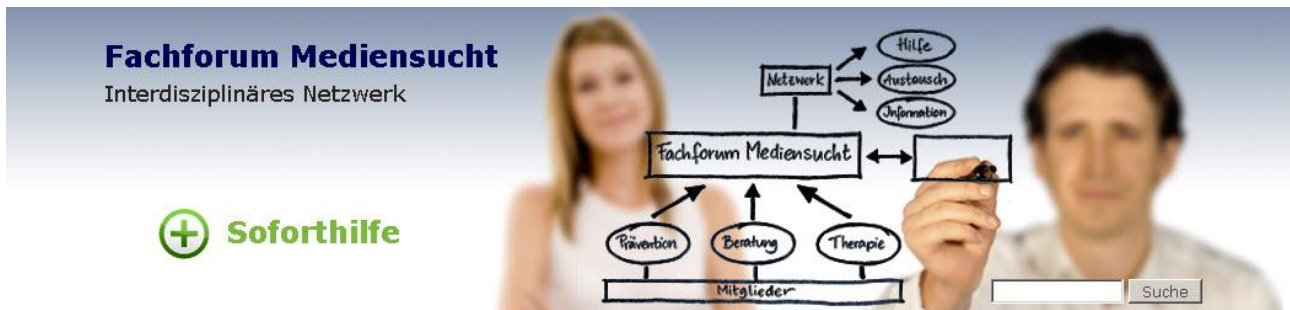 Fachforum Mediensucht
Interdisziplinäres Netzwerk
Soforthilfe
Hilfe
Netzwerk
Austausch
Information
Fachforum Mediensucht
Prävention Beratung Therapie
Mitglieder
Suche